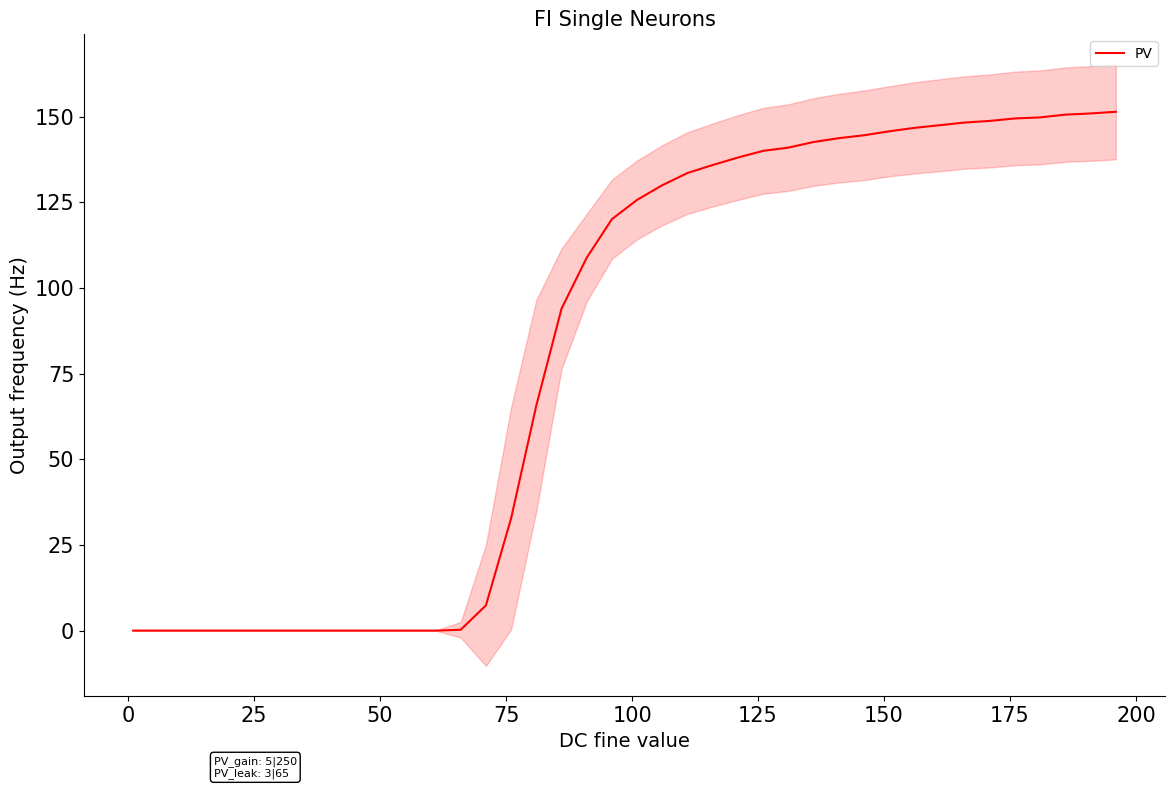 FI Single Neurons
PV
150
125
100
75
50
25
0
Output frequency (Hz)
0 25 50 75 100 125 150 175 200
DC fine value
PV_gain: 5|250
PV_leak: 3|65